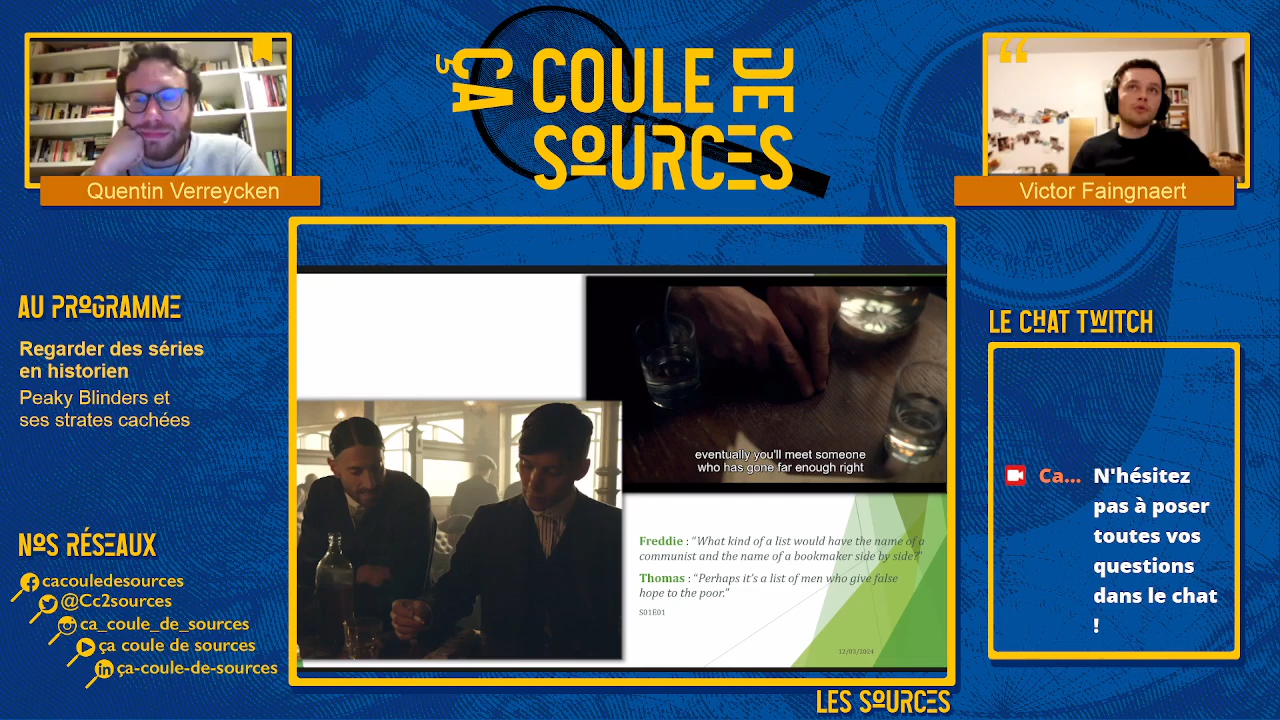 ÇA COULE DE
SOURCES
Quentin Verreycken
Victor Faingnaert
AU PROGRAMME
Regarder des séries
en historien
Peaky Blinders et
ses strates cachées
NOS RÉSEAUX
cacouledesources
@Cc2sources
ca_coule_de_sources
ça coule de sources
in ça-coule-de-sources
eventually you'll meet someone
who has gone far enough right
Freddie : "What kind of a list would have the name of a
communist and the name of a bookmaker side by side?"
Thomas : "Perhaps it's a list of men who give false
hope to the poor."
S01E01
12/03/2024
LES SOURCES
LE CHAT TWITCH
Ca... N'hésitez
pas à poser
toutes vos
questions
dans le chat
!